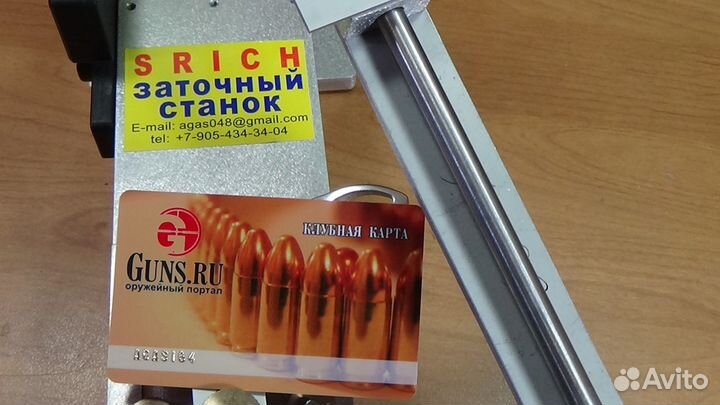 SRICH
заточный
станок
E-mail: agas048@gmail.com
tel: +7-905-434-34-04
КЛУБНАЯ КАРТА
GUNS.RU
оружейный портал
AGAS164
Avito